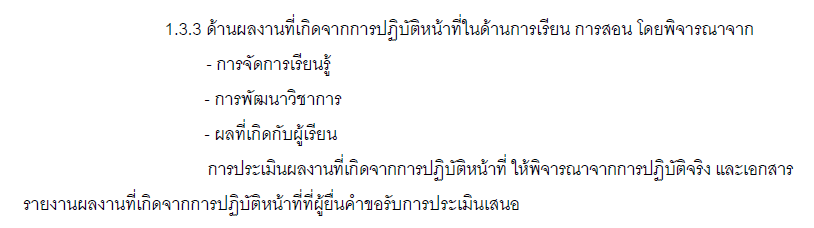 1.3.3 ด้านผลงานที่เกิดจากการปฏิบัติหน้าที่ในด้านการเรียน การสอน โดยพิจารณาจาก
- การจัดการเรียนรู้
- การพัฒนาวิชาการ
- ผลที่เกิดกับผู้เรียน
การประเมินผลงานที่เกิดจากการปฏิบัติหน้าที่ ให้พิจารณาจากการปฏิบัติจริง และเอกสาร
รายงานผลงานที่เกิดจากการปฏิบัติหน้าที่ที่ผู้ยื่นคำขอรับการประเมินเสนอ